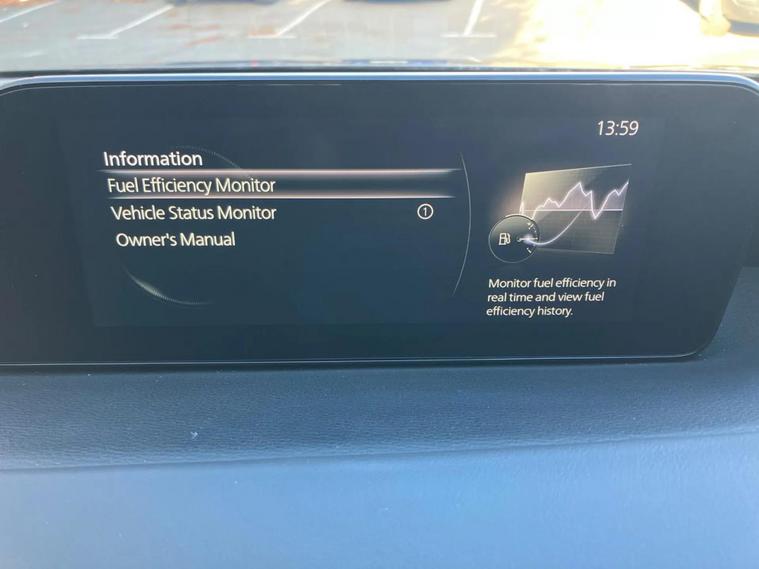 13:59
Information
Fuel Efficiency Monitor
Vehicle Status Monitor 1
Owner's Manual
Monitor fuel efficiency in
real time and view fuel
efficiency history.